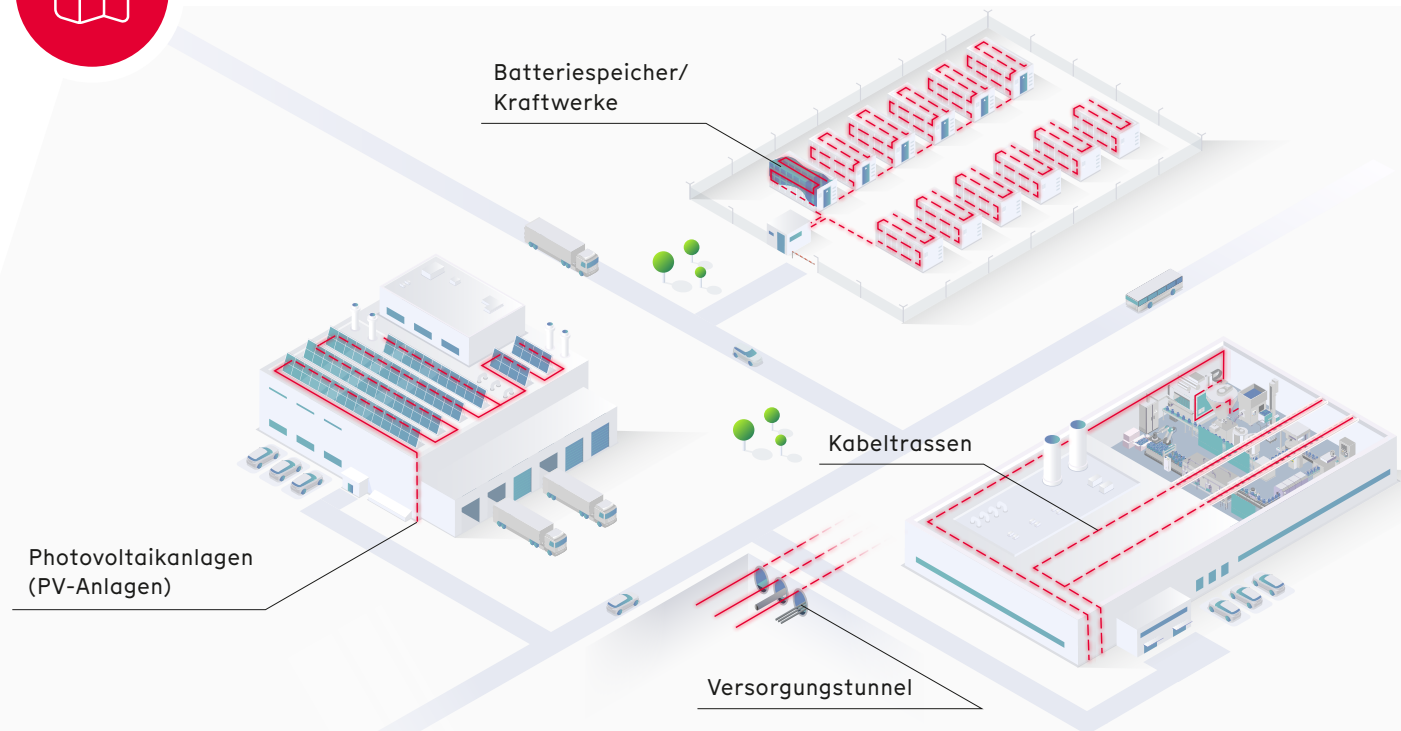 Batteriespeicher/
Kraftwerke
Kabeltrassen
Photovoltaikanlagen
(PV-Anlagen)
Versorgungstunnel